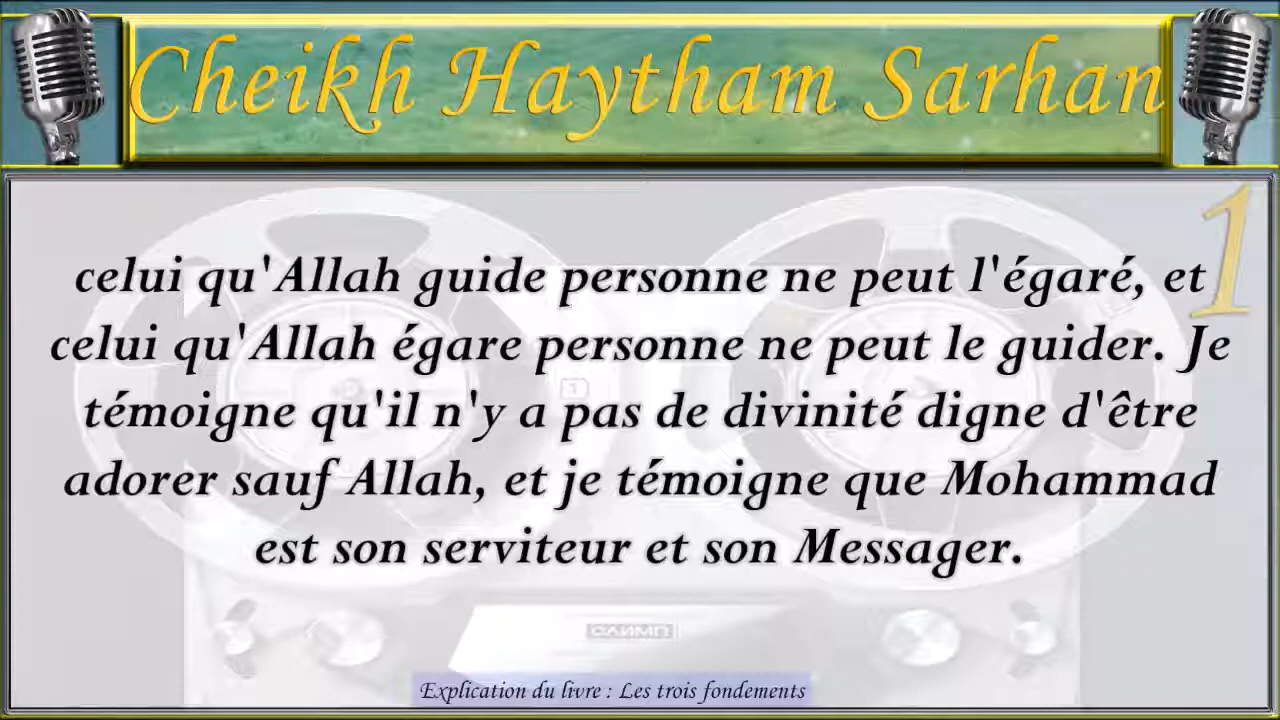 Cheikh Haytham Sarhan
1
celui qu'Allah guide personne ne peut l'égaré, et
celui qu'Allah égare personne ne peut le guider. Je
témoigne qu'il n'y a pas de divinité digne d'être
adorer sauf Allah, et je témoigne que Mohammad
est son serviteur et son Messager.
ОЛИМП
Explication du livre : Les trois fondements